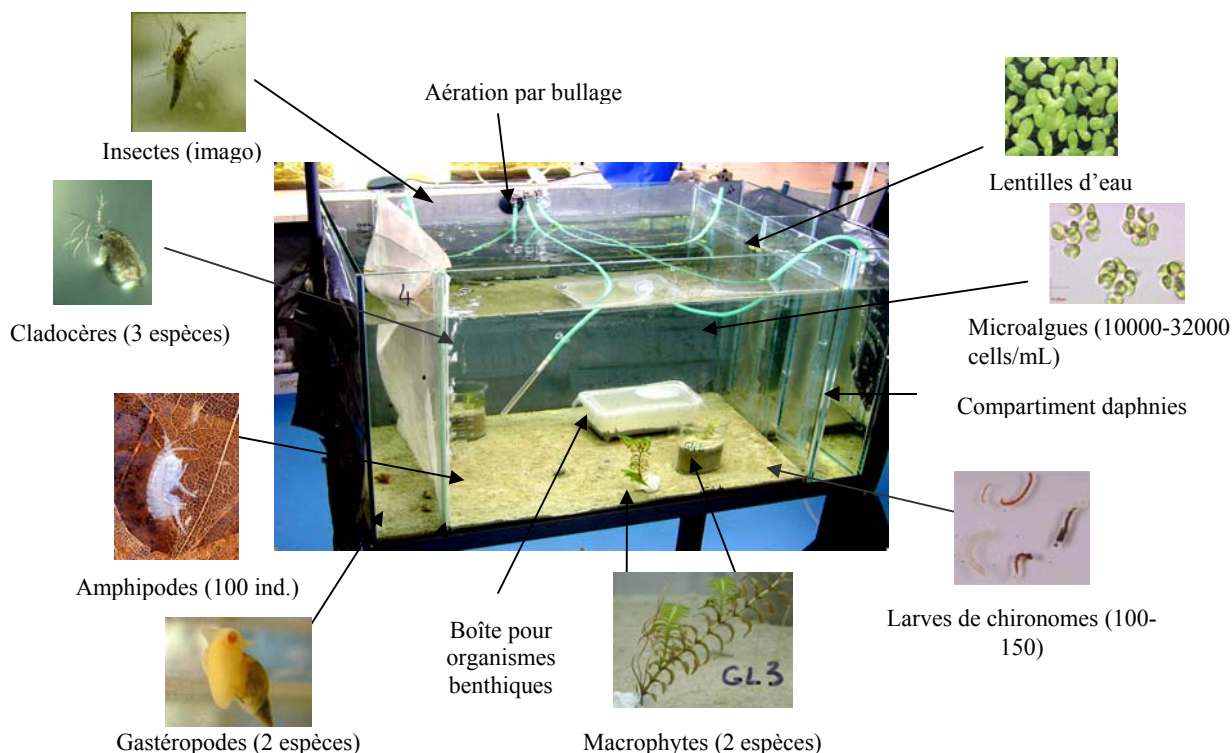 Aération par bullage
Insectes (imago)
Lentilles d’eau
Cladocères (3 espèces)
4
Microalgues (10000-32000
cells/mL)
Compartiment daphnies
Amphipodes (100 ind.)
Boîte pour
organismes
benthiques
GL3
Larves de chironomes (100-
150)
Gastéropodes (2 espèces)
Macrophytes (2 espèces)